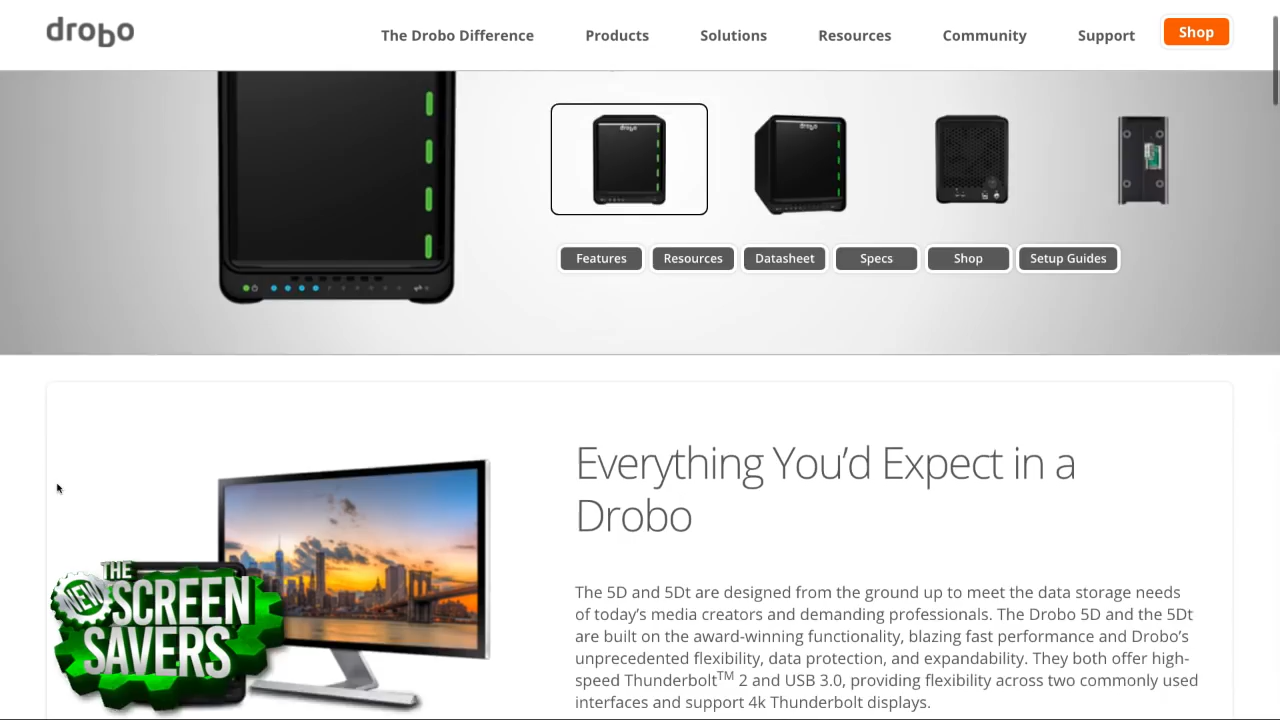 drobo
The Drobo Difference Products Solutions Resources Community Support Shop
drobo
drobo
Features Resources Datasheet Specs Shop Setup Guides
Everything You’d Expect in a
Drobo
The 5D and 5Dt are designed from the ground up to meet the data storage needs
of today’s media creators and demanding professionals. The Drobo 5D and the 5Dt
are built on the award-winning functionality, blazing fast performance and Drobo’s
unprecedented flexibility, data protection, and expandability. They both offer high-
speed Thunderbolt™ 2 and USB 3.0, providing flexibility across two commonly used
interfaces and support 4k Thunderbolt displays.
THE
NEW
SCREEN
SAVERS